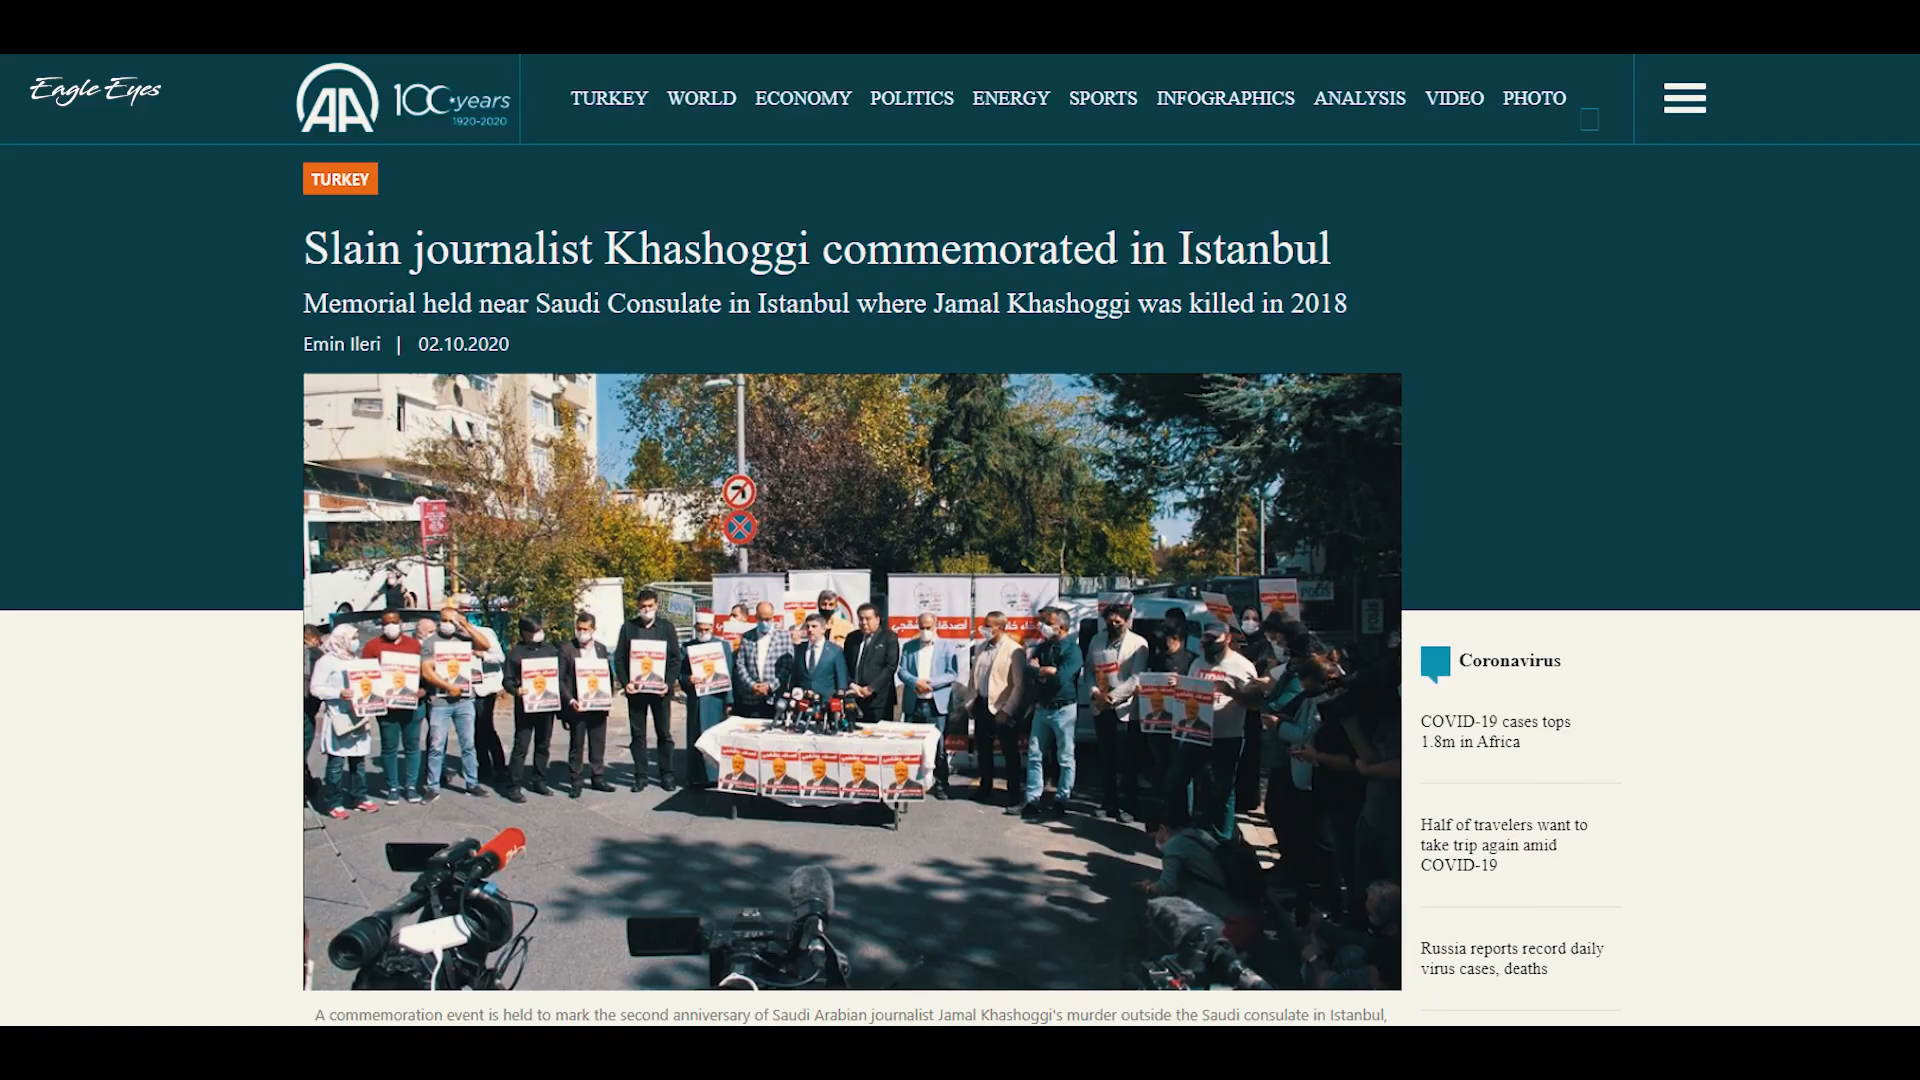 Eagle Eyes
AA
100 years
1920-2020
TURKEY WORLD ECONOMY POLITICS ENERGY SPORTS INFOGRAPHICS ANALYSIS VIDEO PHOTO
TURKEY
Slain journalist Khashoggi commemorated in Istanbul
Memorial held near Saudi Consulate in Istanbul where Jamal Khashoggi was killed in 2018
Emin Ileri | 02.10.2020
Coronavirus
COVID-19 cases tops
1.8m in Africa
Half of travelers want to
take trip again amid
COVID-19
Russia reports record daily
virus cases, deaths
A commemoration event is held to mark the second anniversary of Saudi Arabian journalist Jamal Khashoggi's murder outside the Saudi consulate in Istanbul,